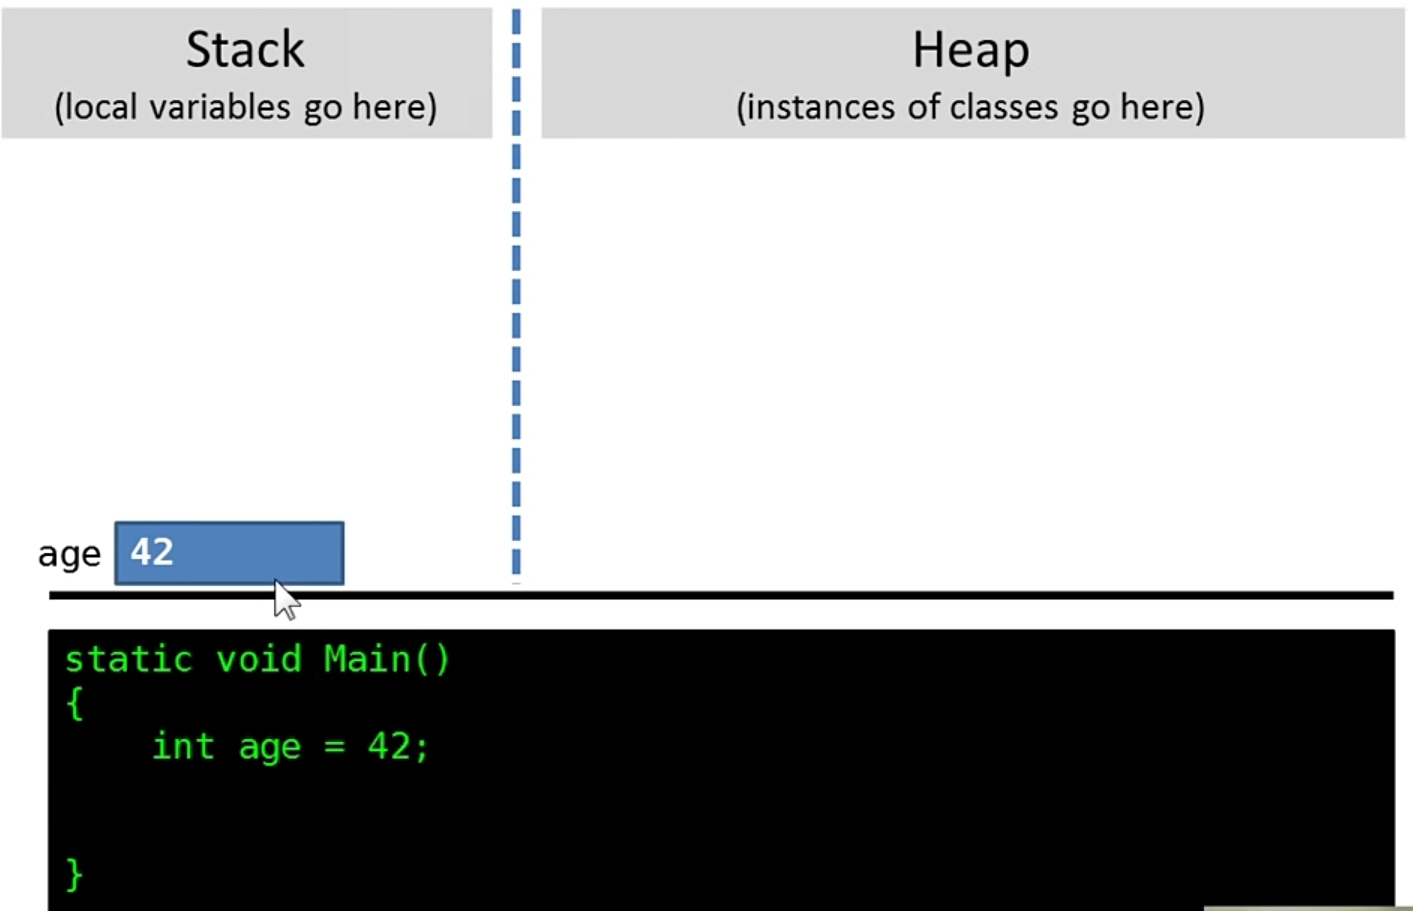 Stack
(local variables go here)
Heap
(instances of classes go here)
age 42
static void Main()
{
    int age = 42;
}